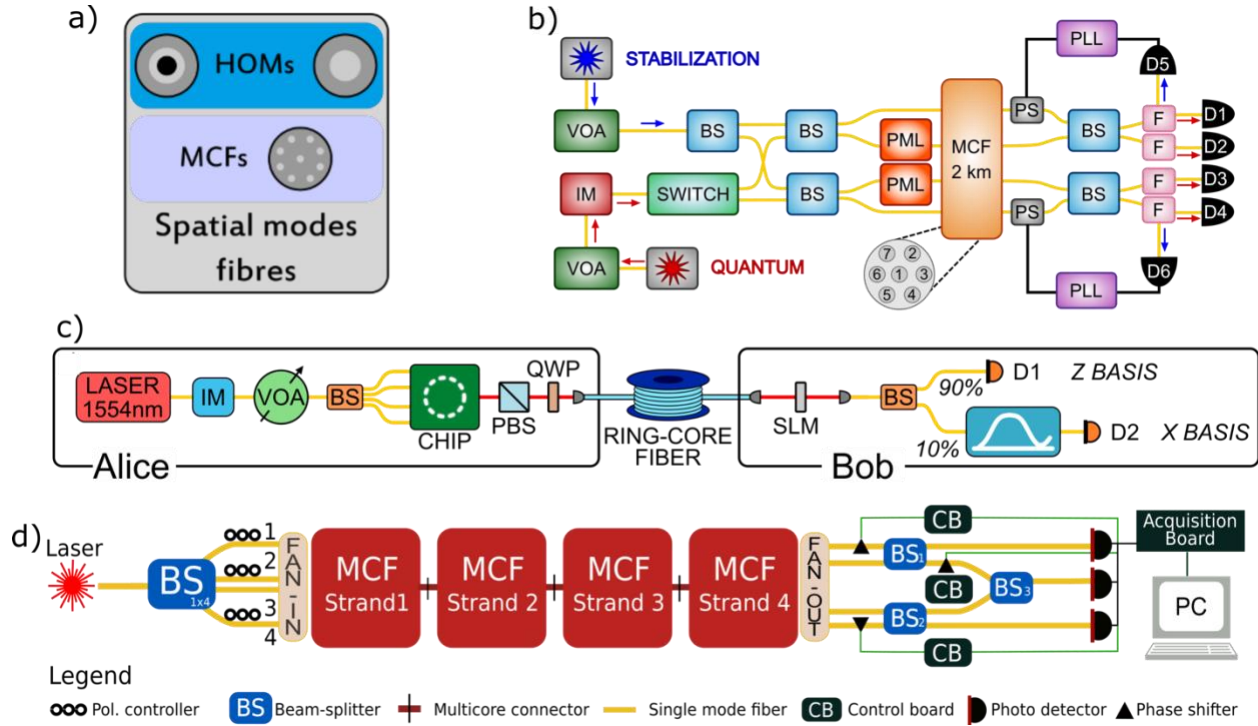 a)
HOMs
MCFs
Spatial modes
fibres
b)
STABILIZATION
VOA
BS
BS
PML
PML
MCF
2 km
PS
PLL
D5
BS
F
D1
F
D2
IM
SWITCH
BS
PS
BS
F
D3
F
D4
VOA
QUANTUM
7 2
6 1 3
5 4
PLL
D6
c)
LASER
1554nm
IM
VOA
BS
CHIP
PBS
QWP
RING-CORE
FIBER
SLM
BS
90%
D1 Z BASIS
10%
D2 X BASIS
Alice
Bob
d)
Laser
BS
1x4
1
2
3
4
FAN-IN
MCF
Strand1
MCF
Strand 2
MCF
Strand 3
MCF
Strand 4
FAN-OUT
CB
BS1
CB
BS3
BS2
CB
Acquisition
Board
PC
Legend
Pol. controller
BS Beam-splitter
Multicore connector
Single mode fiber
CB Control board
Photo detector
Phase shifter